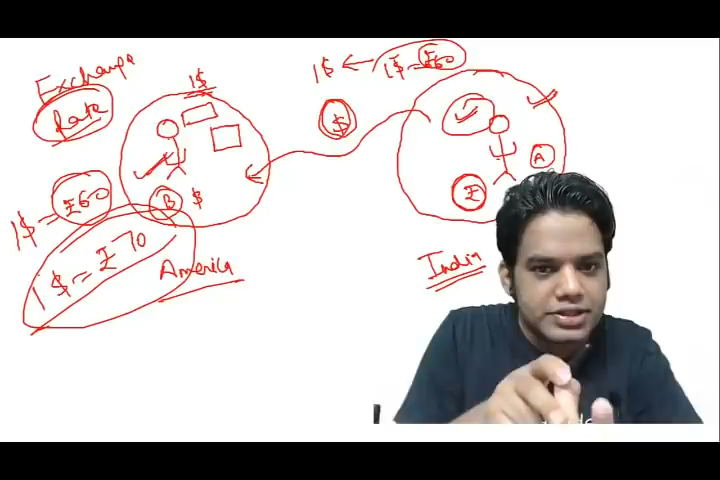 Exchange
Rate
1$
1$ ← 1$ = ₹60
$
₹
A
1$ = ₹60
B
$
1$ = ₹70
America
India